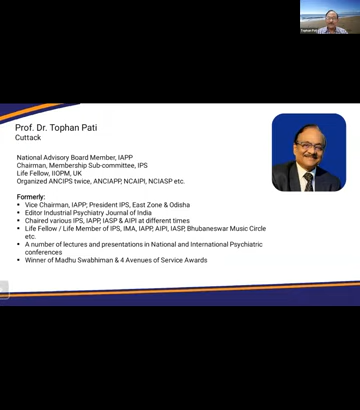 Tophan Pati
Prof. Dr. Tophan Pati
Cuttack
National Advisory Board Member, IAPP
Chairman, Membership Sub-committee, IPS
Life Fellow, IIOPM, UK
Organized ANCIPS twice, ANCIAPP, NCAIPI, NCIASP etc.
Formerly:
• Vice Chairman, IAPP, President IPS, East Zone & Odisha
• Editor Industrial Psychiatry Journal of India
• Chaired various IPS, IAPP, IASP & AIPI at different times
• Life Fellow / Life Member of IPS, IMA, IAPP, AIPI, IASP, Bhubaneswar Music Circle
etc.
• A number of lectures and presentations in National and International Psychiatric
conferences
• Winner of Madhu Swabhiman & 4 Avenues of Service Awards